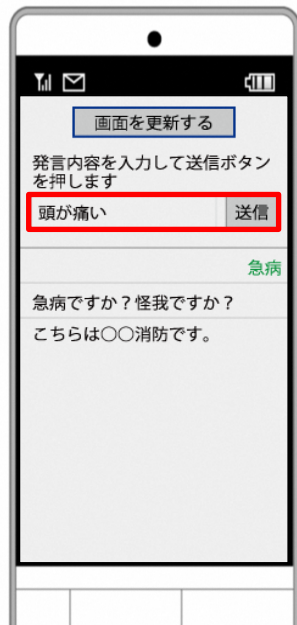 画面を更新する
発言内容を入力して送信ボタン
を押します
頭が痛い 送信
急病
急病ですか？怪我ですか？
こちらは〇〇消防です。